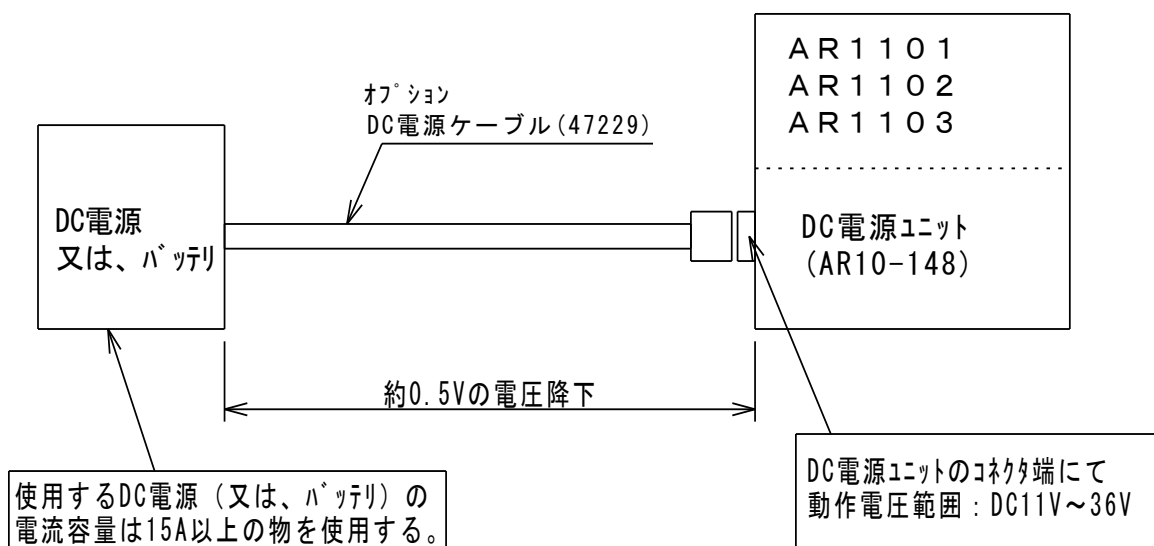 AR1101
AR1102
AR1103
オプション
DC電源ケーブル(47229)
DC電源
又は、バッテリ
DC電源ユニット
(AR10-148)
約0.5Vの電圧降下
使用するDC電源（又は、バッテリ）の
電流容量は15A以上の物を使用する。
DC電源ユニットのコネクタ端にて
動作電圧範囲：DC11V～36V